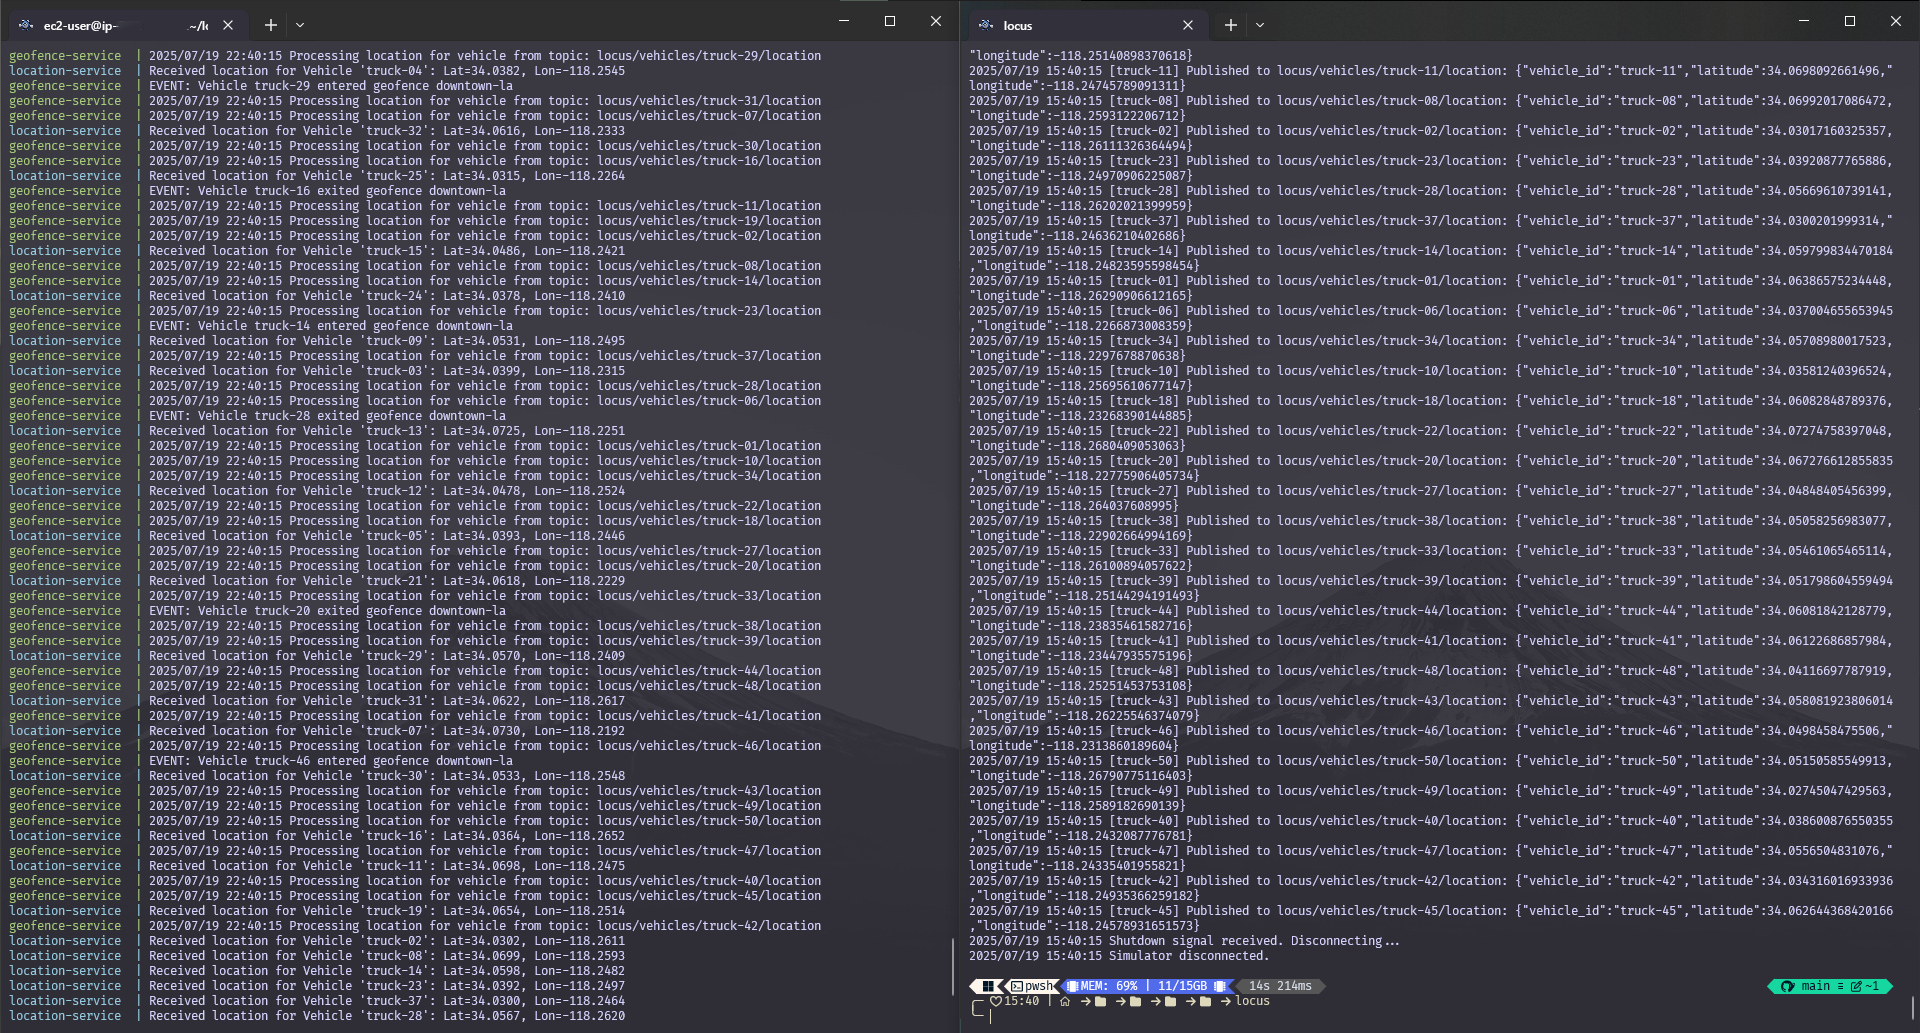 ec2-user@ip- ~/l
geofence-service | 2025/07/19 22:40:15 Processing location for vehicle from topic: locus/vehicles/truck-29/location
location-service | Received location for Vehicle 'truck-04': Lat=34.0382, Lon=-118.2545
geofence-service | EVENT: Vehicle truck-29 entered geofence downtown-la
geofence-service | 2025/07/19 22:40:15 Processing location for vehicle from topic: locus/vehicles/truck-31/location
geofence-service | 2025/07/19 22:40:15 Processing location for vehicle from topic: locus/vehicles/truck-07/location
location-service | Received location for Vehicle 'truck-32': Lat=34.0616, Lon=-118.2333
geofence-service | 2025/07/19 22:40:15 Processing location for vehicle from topic: locus/vehicles/truck-30/location
geofence-service | 2025/07/19 22:40:15 Processing location for vehicle from topic: locus/vehicles/truck-16/location
location-service | Received location for Vehicle 'truck-25': Lat=34.0315, Lon=-118.2264
geofence-service | EVENT: Vehicle truck-16 exited geofence downtown-la
geofence-service | 2025/07/19 22:40:15 Processing location for vehicle from topic: locus/vehicles/truck-11/location
geofence-service | 2025/07/19 22:40:15 Processing location for vehicle from topic: locus/vehicles/truck-19/location
geofence-service | 2025/07/19 22:40:15 Processing location for vehicle from topic: locus/vehicles/truck-02/location
location-service | Received location for Vehicle 'truck-15': Lat=34.0486, Lon=-118.2421
geofence-service | 2025/07/19 22:40:15 Processing location for vehicle from topic: locus/vehicles/truck-08/location
geofence-service | 2025/07/19 22:40:15 Processing location for vehicle from topic: locus/vehicles/truck-14/location
location-service | Received location for Vehicle 'truck-24': Lat=34.0378, Lon=-118.2410
geofence-service | 2025/07/19 22:40:15 Processing location for vehicle from topic: locus/vehicles/truck-23/location
geofence-service | EVENT: Vehicle truck-14 entered geofence downtown-la
location-service | Received location for Vehicle 'truck-09': Lat=34.0531, Lon=-118.2495
geofence-service | 2025/07/19 22:40:15 Processing location for vehicle from topic: locus/vehicles/truck-37/location
location-service | Received location for Vehicle 'truck-03': Lat=34.0399, Lon=-118.2315
geofence-service | 2025/07/19 22:40:15 Processing location for vehicle from topic: locus/vehicles/truck-28/location
geofence-service | 2025/07/19 22:40:15 Processing location for vehicle from topic: locus/vehicles/truck-06/location
geofence-service | EVENT: Vehicle truck-28 exited geofence downtown-la
location-service | Received location for Vehicle 'truck-13': Lat=34.0725, Lon=-118.2251
geofence-service | 2025/07/19 22:40:15 Processing location for vehicle from topic: locus/vehicles/truck-01/location
geofence-service | 2025/07/19 22:40:15 Processing location for vehicle from topic: locus/vehicles/truck-10/location
geofence-service | 2025/07/19 22:40:15 Processing location for vehicle from topic: locus/vehicles/truck-34/location
location-service | Received location for Vehicle 'truck-12': Lat=34.0478, Lon=-118.2524
geofence-service | 2025/07/19 22:40:15 Processing location for vehicle from topic: locus/vehicles/truck-22/location
geofence-service | 2025/07/19 22:40:15 Processing location for vehicle from topic: locus/vehicles/truck-18/location
location-service | Received location for Vehicle 'truck-05': Lat=34.0393, Lon=-118.2446
geofence-service | 2025/07/19 22:40:15 Processing location for vehicle from topic: locus/vehicles/truck-27/location
geofence-service | 2025/07/19 22:40:15 Processing location for vehicle from topic: locus/vehicles/truck-20/location
location-service | Received location for Vehicle 'truck-21': Lat=34.0618, Lon=-118.2229
geofence-service | 2025/07/19 22:40:15 Processing location for vehicle from topic: locus/vehicles/truck-33/location
geofence-service | EVENT: Vehicle truck-20 exited geofence downtown-la
geofence-service | 2025/07/19 22:40:15 Processing location for vehicle from topic: locus/vehicles/truck-38/location
geofence-service | 2025/07/19 22:40:15 Processing location for vehicle from topic: locus/vehicles/truck-39/location
location-service | Received location for Vehicle 'truck-29': Lat=34.0570, Lon=-118.2409
geofence-service | 2025/07/19 22:40:15 Processing location for vehicle from topic: locus/vehicles/truck-44/location
geofence-service | 2025/07/19 22:40:15 Processing location for vehicle from topic: locus/vehicles/truck-48/location
location-service | Received location for Vehicle 'truck-31': Lat=34.0622, Lon=-118.2617
geofence-service | 2025/07/19 22:40:15 Processing location for vehicle from topic: locus/vehicles/truck-41/location
location-service | Received location for Vehicle 'truck-07': Lat=34.0730, Lon=-118.2192
geofence-service | 2025/07/19 22:40:15 Processing location for vehicle from topic: locus/vehicles/truck-46/location
geofence-service | EVENT: Vehicle truck-46 entered geofence downtown-la
location-service | Received location for Vehicle 'truck-30': Lat=34.0533, Lon=-118.2548
geofence-service | 2025/07/19 22:40:15 Processing location for vehicle from topic: locus/vehicles/truck-43/location
geofence-service | 2025/07/19 22:40:15 Processing location for vehicle from topic: locus/vehicles/truck-49/location
geofence-service | 2025/07/19 22:40:15 Processing location for vehicle from topic: locus/vehicles/truck-50/location
location-service | Received location for Vehicle 'truck-16': Lat=34.0364, Lon=-118.2652
geofence-service | 2025/07/19 22:40:15 Processing location for vehicle from topic: locus/vehicles/truck-47/location
location-service | Received location for Vehicle 'truck-11': Lat=34.0698, Lon=-118.2475
geofence-service | 2025/07/19 22:40:15 Processing location for vehicle from topic: locus/vehicles/truck-40/location
geofence-service | 2025/07/19 22:40:15 Processing location for vehicle from topic: locus/vehicles/truck-45/location
location-service | Received location for Vehicle 'truck-19': Lat=34.0654, Lon=-118.2514
geofence-service | 2025/07/19 22:40:15 Processing location for vehicle from topic: locus/vehicles/truck-42/location
location-service | Received location for Vehicle 'truck-02': Lat=34.0302, Lon=-118.2611
location-service | Received location for Vehicle 'truck-08': Lat=34.0699, Lon=-118.2593
location-service | Received location for Vehicle 'truck-14': Lat=34.0598, Lon=-118.2482
location-service | Received location for Vehicle 'truck-23': Lat=34.0392, Lon=-118.2497
location-service | Received location for Vehicle 'truck-37': Lat=34.0300, Lon=-118.2464
location-service | Received location for Vehicle 'truck-28': Lat=34.0567, Lon=-118.2620
locus
"longitude":-118.25140898370618}
2025/07/19 15:40:15 [truck-11] Published to locus/vehicles/truck-11/location: {"vehicle_id":"truck-11","latitude":34.0698092661496,"
longitude":-118.24745789091311}
2025/07/19 15:40:15 [truck-08] Published to locus/vehicles/truck-08/location: {"vehicle_id":"truck-08","latitude":34.06992017086472,
"longitude":-118.2593122206712}
2025/07/19 15:40:15 [truck-02] Published to locus/vehicles/truck-02/location: {"vehicle_id":"truck-02","latitude":34.03017160325357,
"longitude":-118.26111326364494}
2025/07/19 15:40:15 [truck-23] Published to locus/vehicles/truck-23/location: {"vehicle_id":"truck-23","latitude":34.03920877765886,
"longitude":-118.24970906225087}
2025/07/19 15:40:15 [truck-28] Published to locus/vehicles/truck-28/location: {"vehicle_id":"truck-28","latitude":34.05669610739141,
"longitude":-118.26202021399959}
2025/07/19 15:40:15 [truck-37] Published to locus/vehicles/truck-37/location: {"vehicle_id":"truck-37","latitude":34.0300201999314,"
longitude":-118.24636210402686}
2025/07/19 15:40:15 [truck-14] Published to locus/vehicles/truck-14/location: {"vehicle_id":"truck-14","latitude":34.059799834470184
,"longitude":-118.24823595598454}
2025/07/19 15:40:15 [truck-01] Published to locus/vehicles/truck-01/location: {"vehicle_id":"truck-01","latitude":34.06386575234448,
"longitude":-118.26290906612165}
2025/07/19 15:40:15 [truck-06] Published to locus/vehicles/truck-06/location: {"vehicle_id":"truck-06","latitude":34.037004655653945
,"longitude":-118.2266873008359}
2025/07/19 15:40:15 [truck-34] Published to locus/vehicles/truck-34/location: {"vehicle_id":"truck-34","latitude":34.05708980017523,
"longitude":-118.2297678870638}
2025/07/19 15:40:15 [truck-10] Published to locus/vehicles/truck-10/location: {"vehicle_id":"truck-10","latitude":34.03581240396524,
"longitude":-118.25695610677147}
2025/07/19 15:40:15 [truck-18] Published to locus/vehicles/truck-18/location: {"vehicle_id":"truck-18","latitude":34.06082848789376,
"longitude":-118.23268390144885}
2025/07/19 15:40:15 [truck-22] Published to locus/vehicles/truck-22/location: {"vehicle_id":"truck-22","latitude":34.07274758397048,
"longitude":-118.2680409053063}
2025/07/19 15:40:15 [truck-20] Published to locus/vehicles/truck-20/location: {"vehicle_id":"truck-20","latitude":34.067276612855835
,"longitude":-118.22775906405734}
2025/07/19 15:40:15 [truck-27] Published to locus/vehicles/truck-27/location: {"vehicle_id":"truck-27","latitude":34.04848405456399,
"longitude":-118.264037608995}
2025/07/19 15:40:15 [truck-38] Published to locus/vehicles/truck-38/location: {"vehicle_id":"truck-38","latitude":34.05058256983077,
"longitude":-118.22902664994169}
2025/07/19 15:40:15 [truck-33] Published to locus/vehicles/truck-33/location: {"vehicle_id":"truck-33","latitude":34.05461065465114,
"longitude":-118.26100894057622}
2025/07/19 15:40:15 [truck-39] Published to locus/vehicles/truck-39/location: {"vehicle_id":"truck-39","latitude":34.051798604559494
,"longitude":-118.25144294191493}
2025/07/19 15:40:15 [truck-44] Published to locus/vehicles/truck-44/location: {"vehicle_id":"truck-44","latitude":34.06081842128779,
"longitude":-118.23835461582716}
2025/07/19 15:40:15 [truck-41] Published to locus/vehicles/truck-41/location: {"vehicle_id":"truck-41","latitude":34.06122686857984,
"longitude":-118.23447935575196}
2025/07/19 15:40:15 [truck-48] Published to locus/vehicles/truck-48/location: {"vehicle_id":"truck-48","latitude":34.04116697787919,
"longitude":-118.25251453753108}
2025/07/19 15:40:15 [truck-43] Published to locus/vehicles/truck-43/location: {"vehicle_id":"truck-43","latitude":34.058081923806014
,"longitude":-118.26225546374079}
2025/07/19 15:40:15 [truck-46] Published to locus/vehicles/truck-46/location: {"vehicle_id":"truck-46","latitude":34.0498458475506,"
longitude":-118.2313860189604}
2025/07/19 15:40:15 [truck-50] Published to locus/vehicles/truck-50/location: {"vehicle_id":"truck-50","latitude":34.05150585549913,
"longitude":-118.26790775116403}
2025/07/19 15:40:15 [truck-49] Published to locus/vehicles/truck-49/location: {"vehicle_id":"truck-49","latitude":34.02745047429563,
"longitude":-118.2589182690139}
2025/07/19 15:40:15 [truck-40] Published to locus/vehicles/truck-40/location: {"vehicle_id":"truck-40","latitude":34.038600876550355
,"longitude":-118.2432087776781}
2025/07/19 15:40:15 [truck-47] Published to locus/vehicles/truck-47/location: {"vehicle_id":"truck-47","latitude":34.0556504831076,"
longitude":-118.24335401955821}
2025/07/19 15:40:15 [truck-42] Published to locus/vehicles/truck-42/location: {"vehicle_id":"truck-42","latitude":34.034316016933936
,"longitude":-118.24935366259182}
2025/07/19 15:40:15 [truck-45] Published to locus/vehicles/truck-45/location: {"vehicle_id":"truck-45","latitude":34.062644368420166
,"longitude":-118.24578931651573}
2025/07/19 15:40:15 Shutdown signal received. Disconnecting...
2025/07/19 15:40:15 Simulator disconnected.
pwsh MEM: 69% | 11/15GB 14s 214ms main ≡ ~1
15:40 | → → → → → locus